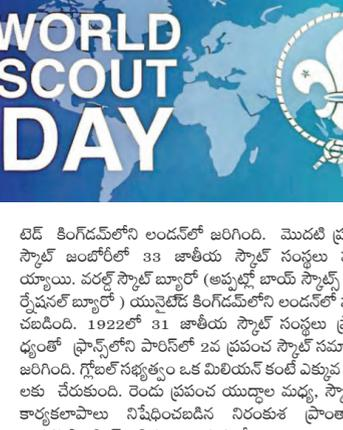 WORLD
SCOUT
DAY
టెడ్ కింగ్‌డమ్‌లోని లండన్‌లో జరిగింది. మొదటి
స్కౌట్ జంబోరీలో 33 జాతీయ స్కౌట్ సంస్థలు
య్యాయి. వరల్డ్ స్కౌట్ బ్యూరో (అప్పట్లో బాయ్ స్కౌట్స్
ర్నేషనల్ బ్యూరో ) యునైటెడ్ కింగ్‌డమ్‌లోని లండన్‌లో
చబడింది. 1922లో 31 జాతీయ స్కౌట్ సంస్థలు
ధ్యంతో ఫ్రాన్స్‌లోని పారిస్‌లో 2వ ప్రపంచ స్కౌట్
జరిగింది. గ్లోబల్ సభ్యత్వం ఒక మిలియన్ కంటే ఎక్కువ
లకు చేరుకుంది. రెండు ప్రపంచ యుద్ధాల మధ్య,
కార్యకలాపాలు నిషేధించబడిన నిరంకుశ